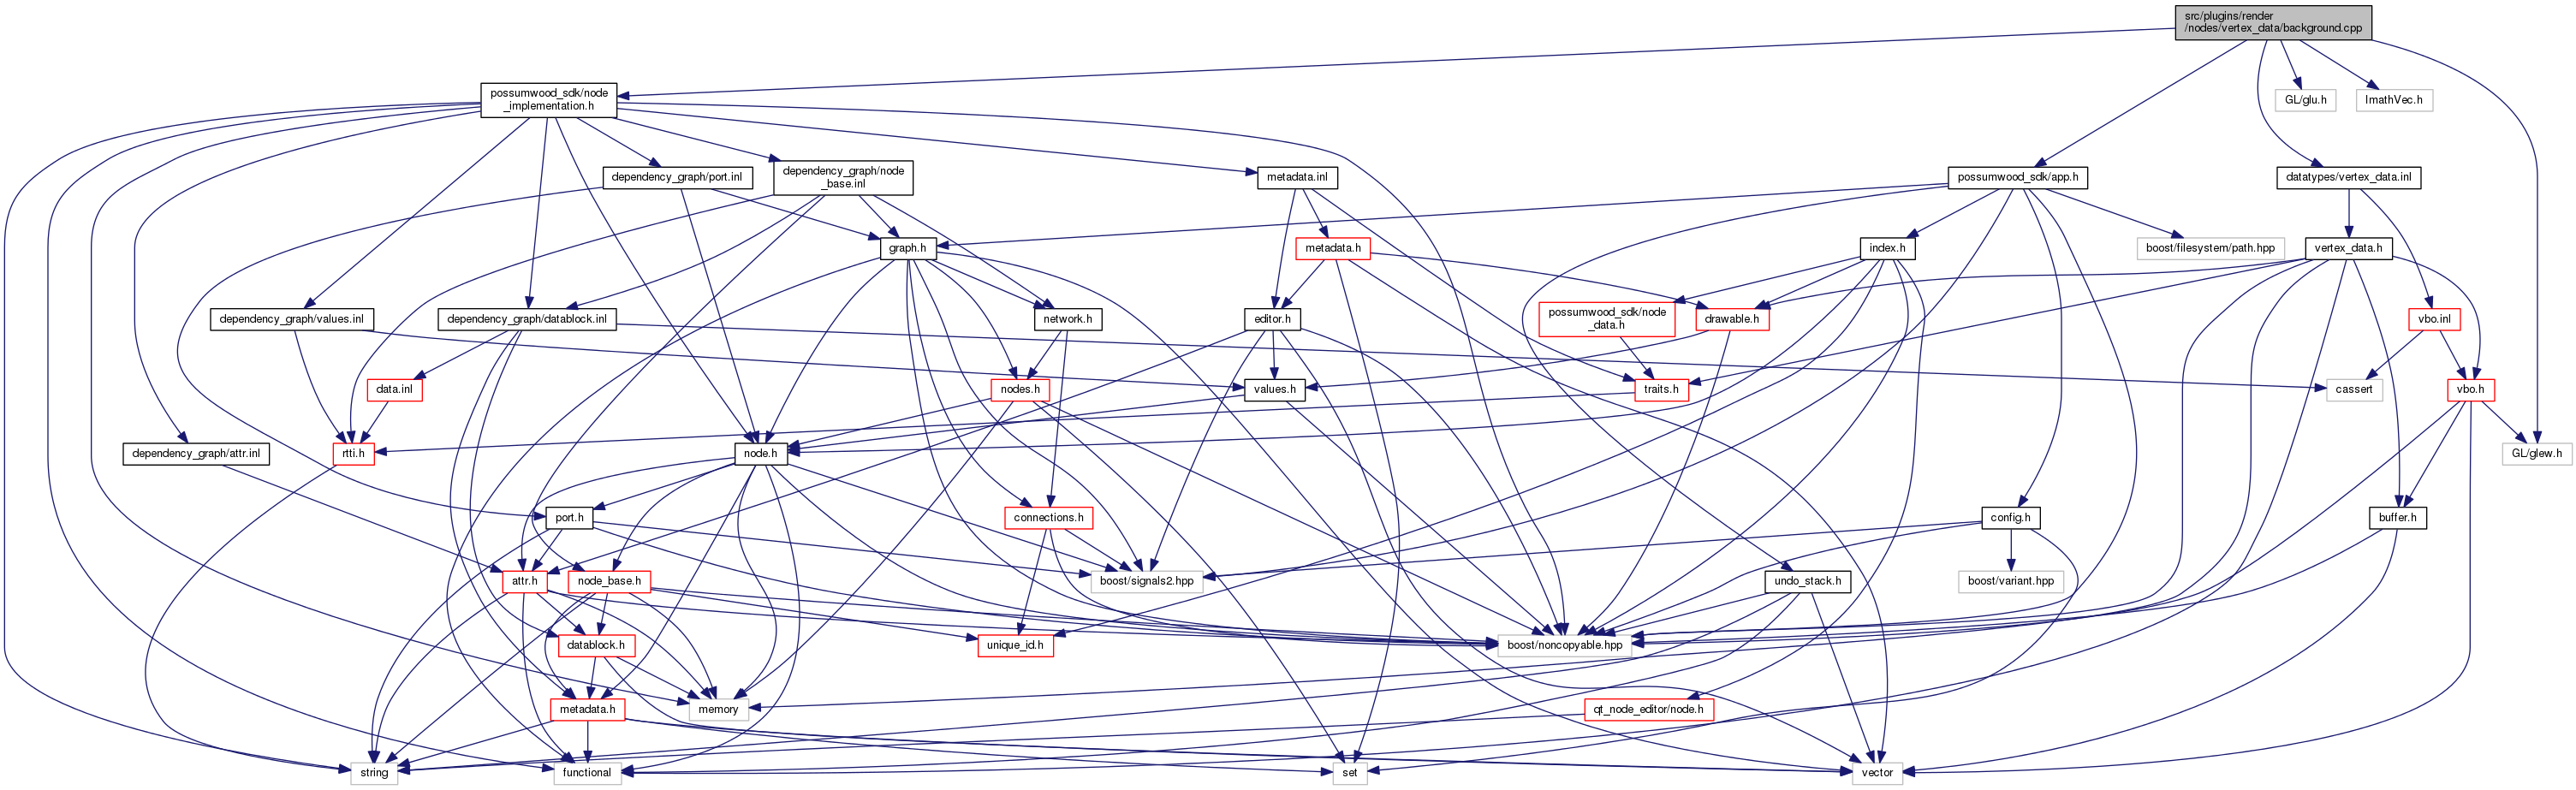 src/plugins/render
/nodes/vertex_data/background.cpp
possumwood_sdk/node
_implementation.h
GL/glu.h
ImathVec.h
dependency_graph/port.inl
dependency_graph/node
_base.inl
metadata.inl
possumwood_sdk/app.h
datatypes/vertex_data.inl
graph.h
metadata.h
index.h
boost/filesystem/path.hpp
vertex_data.h
dependency_graph/values.inl
dependency_graph/datablock.inl
network.h
editor.h
possumwood_sdk/node
_data.h
drawable.h
vbo.inl
data.inl
nodes.h
values.h
traits.h
cassert
vbo.h
dependency_graph/attr.inl
rtti.h
node.h
GL/glew.h
port.h
connections.h
config.h
buffer.h
attr.h
node_base.h
boost/signals2.hpp
undo_stack.h
boost/variant.hpp
datablock.h
unique_id.h
boost/noncopyable.hpp
metadata.h
memory
qt_node_editor/node.h
string
functional
set
vector